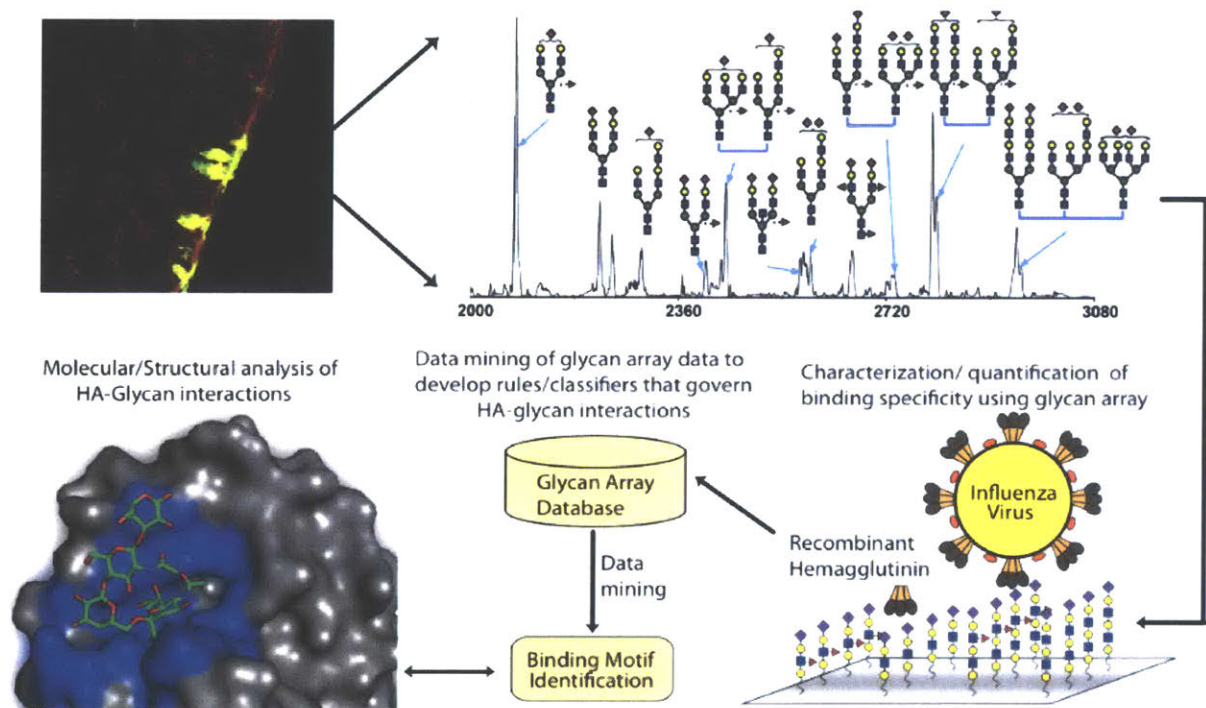 2000
2360
2720
3080
Molecular/Structural analysis of
HA-Glycan interactions
Data mining of glycan array data to
develop rules/classifiers that govern
HA-glycan interactions
Characterization/ quantification of
binding specificity using glycan array
Glycan Array
Database
Data
mining
Binding Motif
Identification
Recombinant
Hemagglutinin
Influenza
Virus